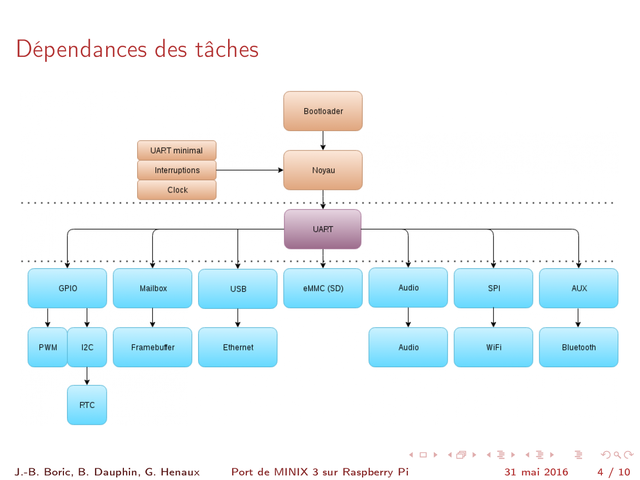 Dépendances des tâches
Bootloader
UART minimal
Interruptions
Clock
Noyau
UART
GPIO
Mailbox
USB
eMMC (SD)
Audio
SPI
AUX
PWM
I2C
Framebuffer
Ethernet
Audio
WiFi
Bluetooth
RTC
J.-B. Boric, B. Dauphin, G. Henaux
Port de MINIX 3 sur Raspberry Pi
31 mai 2016
4 / 10